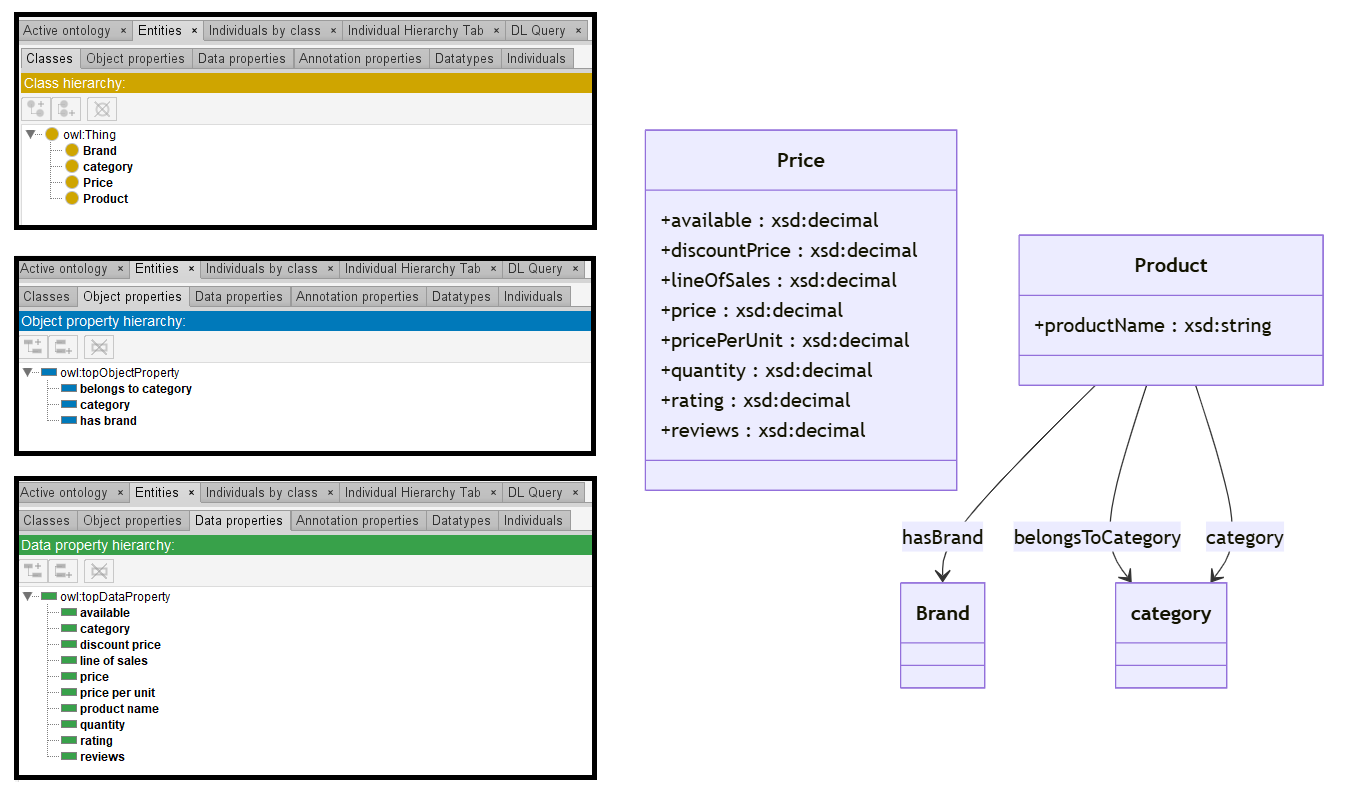 Active ontology × Entities × Individuals by class × Individual Hierarchy Tab × DL Query ×
Classes Object properties Data properties Annotation properties Datatypes Individuals
Class hierarchy:
owl:Thing
Brand
category
Price
Product
Active ontology × Entities × Individuals by class × Individual Hierarchy Tab × DL Query ×
Classes Object properties Data properties Annotation properties Datatypes Individuals
Object property hierarchy:
owl:topObjectProperty
belongs to category
category
has brand
Active ontology × Entities × Individuals by class × Individual Hierarchy Tab × DL Query ×
Classes Object properties Data properties Annotation properties Datatypes Individuals
Data property hierarchy:
owl:topDataProperty
available
category
discount price
line of sales
price
price per unit
product name
quantity
rating
reviews
Price
+available : xsd:decimal
+discountPrice : xsd:decimal
+lineOfSales : xsd:decimal
+price : xsd:decimal
+pricePerUnit : xsd:decimal
+quantity : xsd:decimal
+rating : xsd:decimal
+reviews : xsd:decimal
Product
+productName : xsd:string
hasBrand
belongsToCategory
category
Brand
category